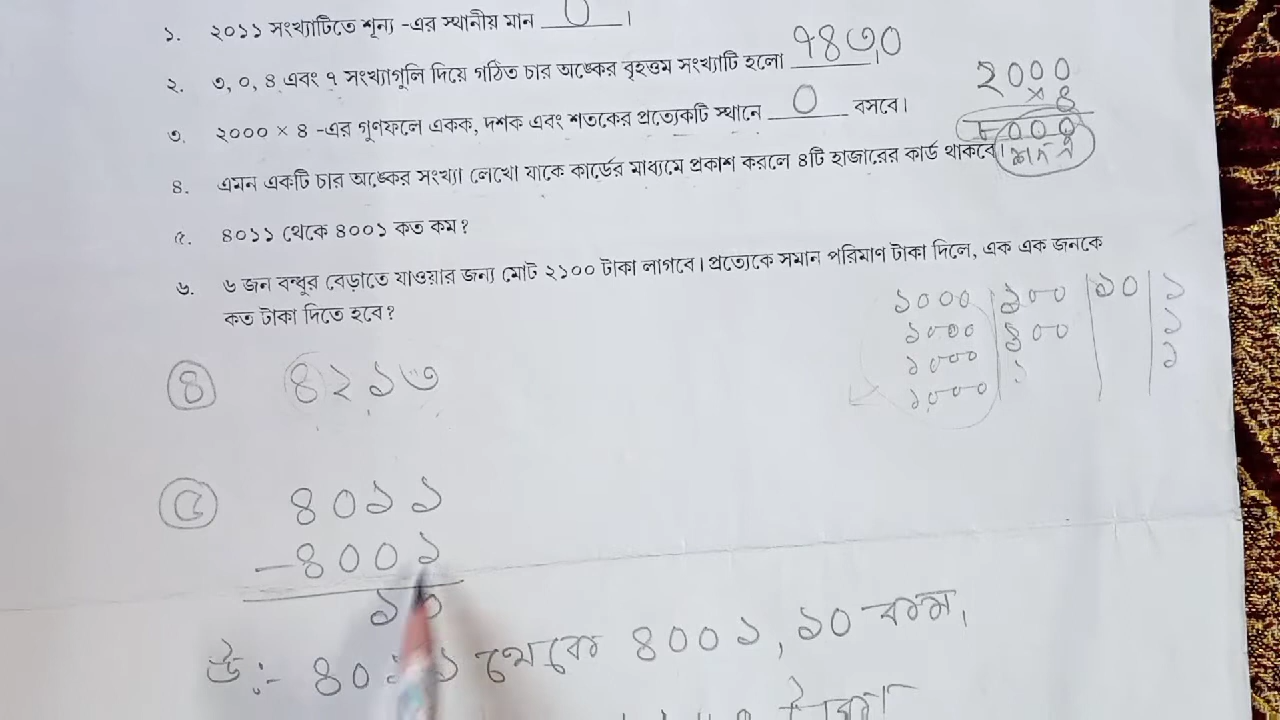 ১. ২০১১ সংখ্যাটিতে শূন্য -এর স্থানীয় মান ০ ।
২. ৩, ০, ৪ এবং ৭ সংখ্যাগুলি দিয়ে গঠিত চার অঙ্কের বৃহত্তম সংখ্যাটি হলো ৭৪৩০ ।
৩. ২০০০ × ৪ -এর গুণফলে একক, দশক এবং শতকের প্রত্যেকটি স্থানে ০ বসবে।
২০০০
× ৪
৮০০০
শ দ এ
৪. এমন একটি চার অঙ্কের সংখ্যা লেখো যাকে কার্ডের মাধ্যমে প্রকাশ করলে ৪টি হাজারের কার্ড থাকবে।
৫. ৪০১১ থেকে ৪০০১ কত কম?
৬. ৬ জন বন্ধুর বেড়াতে যাওয়ার জন্য মোট ২১০০ টাকা লাগবে। প্রত্যেকে সমান পরিমাণ টাকা দিলে, এক এক জনকে
কত টাকা দিতে হবে?
১০০০ ১০০ ১০ ১
১০০০ ১০০ ১
১০০০ ১
১০০০
৪ ৪২১৩
৫ ৪০১১
−৪০০১
১০
উঃ- ৪০১১ থেকে ৪০০১, ১০ কম।
টাকা